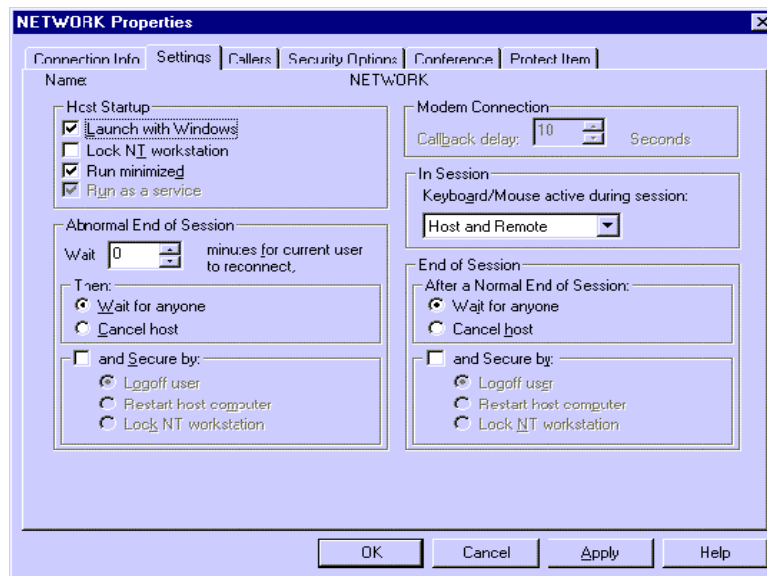 NETWORK Properties
Connection Info Settings Callers Security Options Conference Protect Item
Name: NETWORK
Host Startup
Launch with Windows
Lock NT workstation
Run minimized
Run as a service
Modem Connection
Callback delay: 10 Seconds
In Session
Keyboard/Mouse active during session:
Host and Remote
Abnormal End of Session
Wait 0 minutes for current user
to reconnect,
Then:
Wait for anyone
Cancel host
and Secure by:
Logoff user
Restart host computer
Lock NT workstation
End of Session
After a Normal End of Session:
Wait for anyone
Cancel host
and Secure by:
Logoff user
Restart host computer
Lock NT workstation
OK Cancel Apply Help